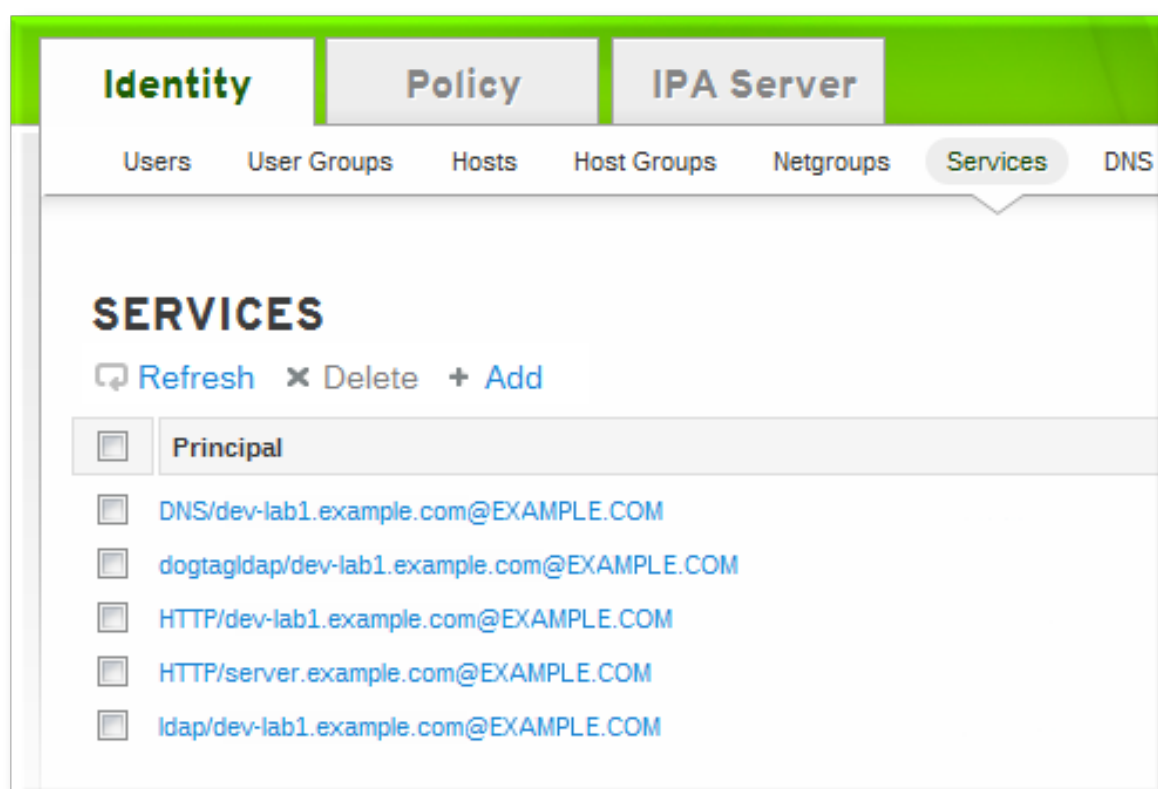 Identity Policy IPA Server
Users User Groups Hosts Host Groups Netgroups Services DNS
SERVICES
Refresh Delete + Add
Principal
DNS/dev-lab1.example.com@EXAMPLE.COM
dogtagldap/dev-lab1.example.com@EXAMPLE.COM
HTTP/dev-lab1.example.com@EXAMPLE.COM
HTTP/server.example.com@EXAMPLE.COM
ldap/dev-lab1.example.com@EXAMPLE.COM